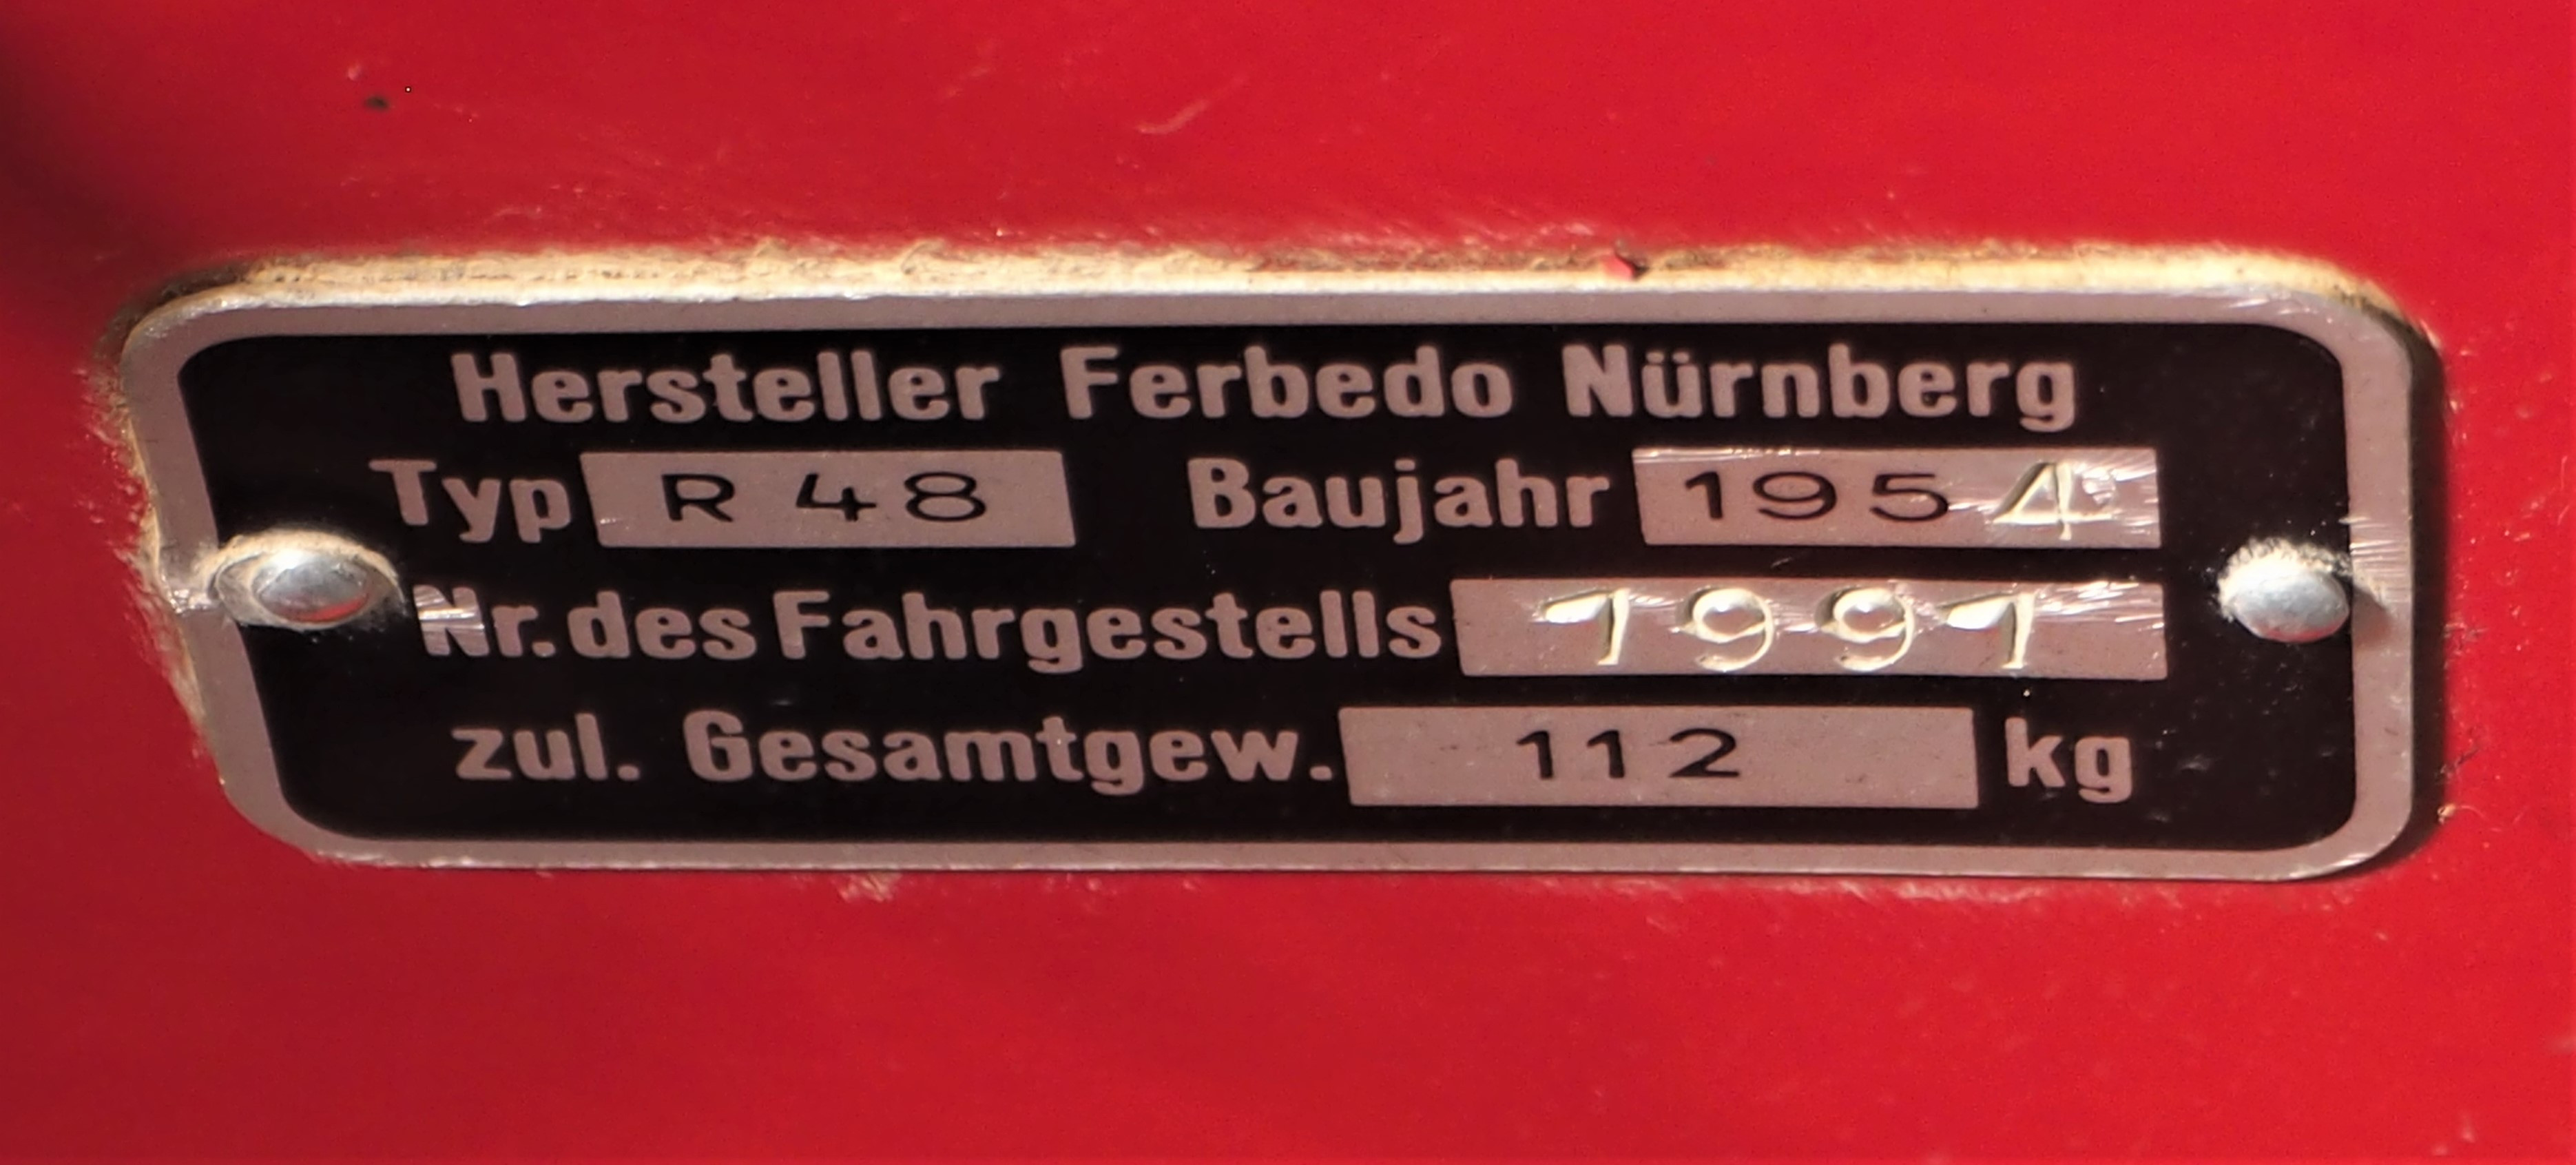 Hersteller Ferbedo Nürnberg
Typ R 48 Baujahr 1954
Nr. des Fahrgestells 1991
zul. Gesamtgew. 112 kg